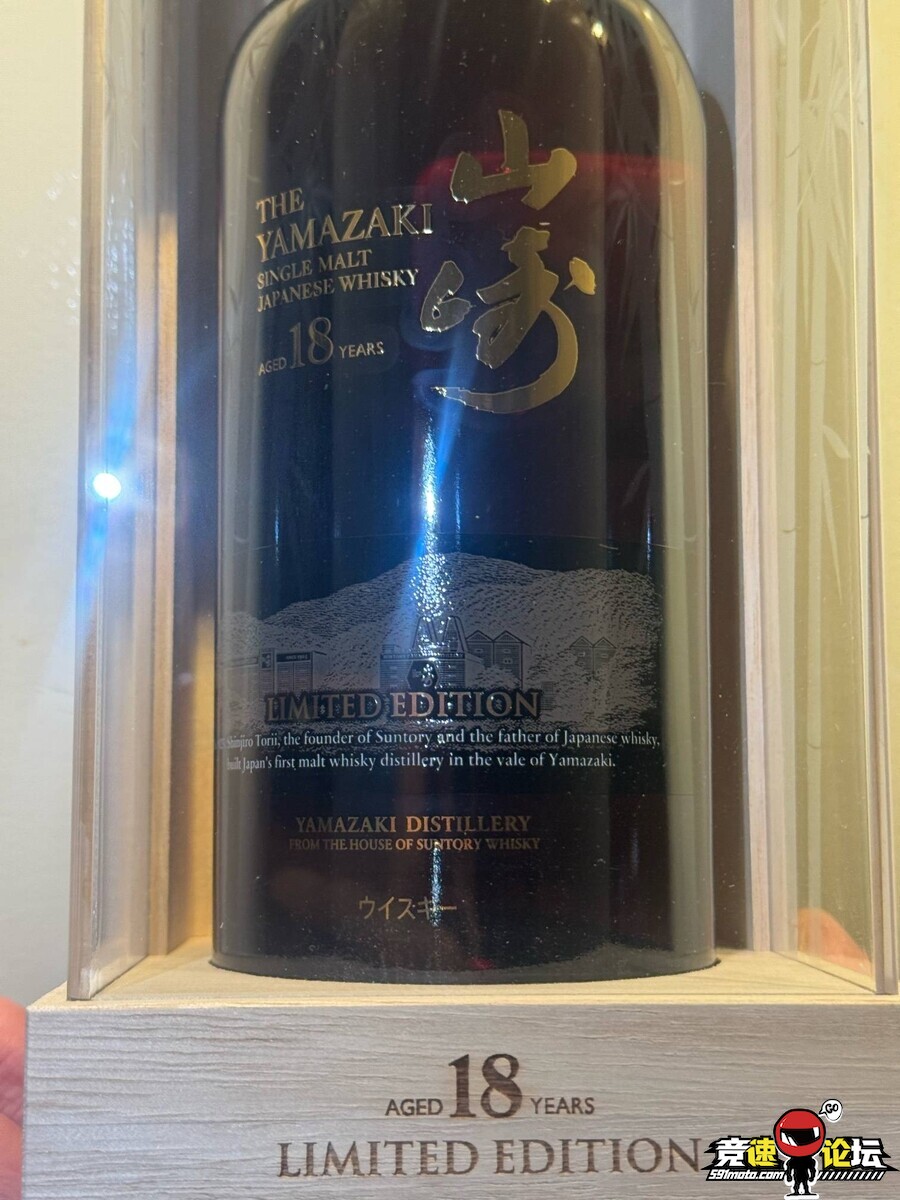 THE
YAMAZAKI
SINGLE MALT
JAPANESE WHISKY
AGED 18 YEARS
山崎
LIMITED EDITION
Shinjiro Torii, the founder of Suntory and the father of Japanese whisky,
built Japan's first malt whisky distillery in the vale of Yamazaki.
YAMAZAKI DISTILLERY
FROM THE HOUSE OF SUNTORY WHISKY
ウイスキー
AGED 18 YEARS
LIMITED EDITION
GO
竞速论坛
591moto.com